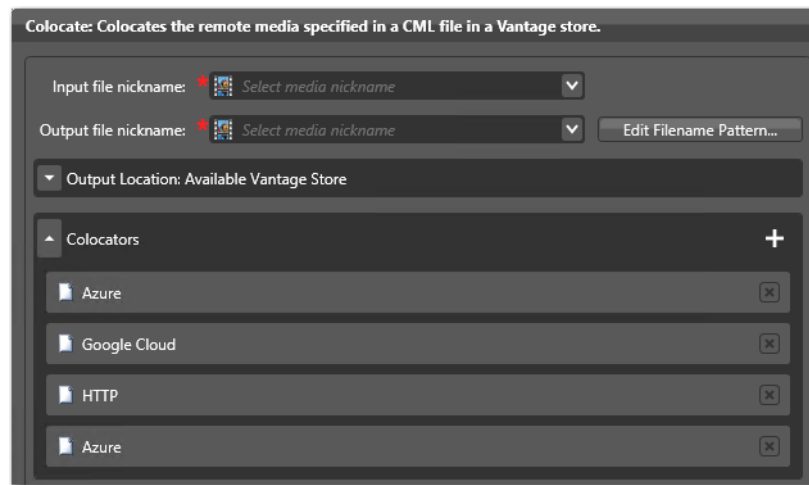 Colocate: Colocates the remote media specified in a CML file in a Vantage store.
Input file nickname: * Select media nickname
Output file nickname: * Select media nickname Edit Filename Pattern...
Output Location: Available Vantage Store
Colocators +
Azure
Google Cloud
HTTP
Azure